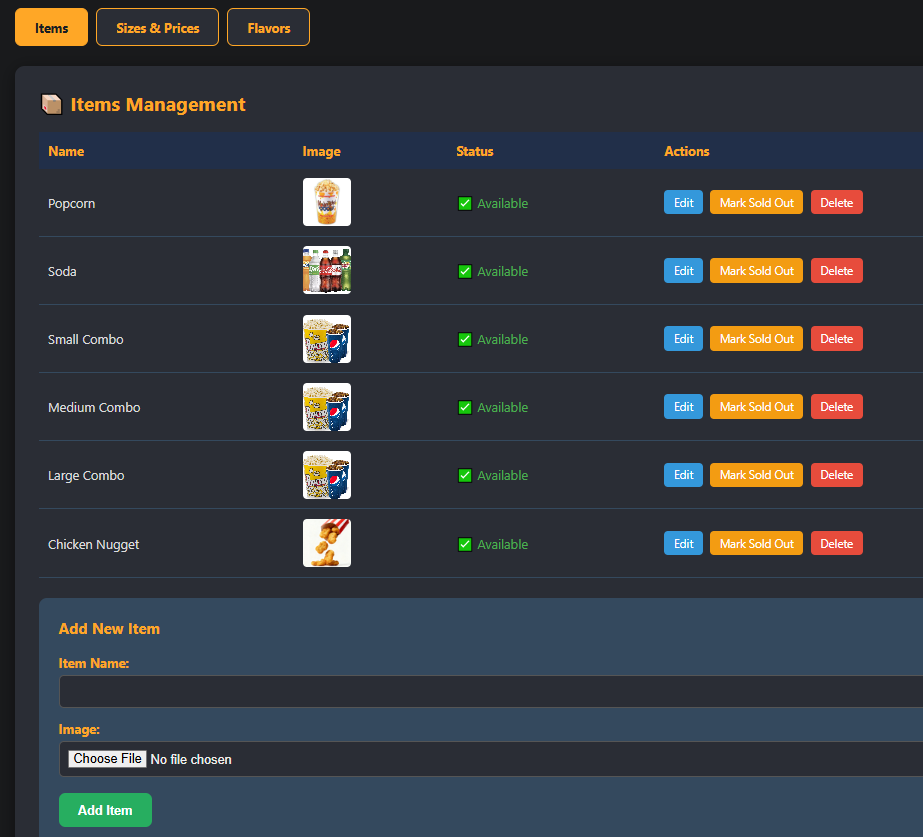 Items Sizes & Prices Flavors
Items Management
Name Image Status Actions
Popcorn Available Edit Mark Sold Out Delete
Soda Available Edit Mark Sold Out Delete
Small Combo Available Edit Mark Sold Out Delete
Medium Combo Available Edit Mark Sold Out Delete
Large Combo Available Edit Mark Sold Out Delete
Chicken Nugget Available Edit Mark Sold Out Delete
Add New Item
Item Name:
Image:
Choose File No file chosen
Add Item